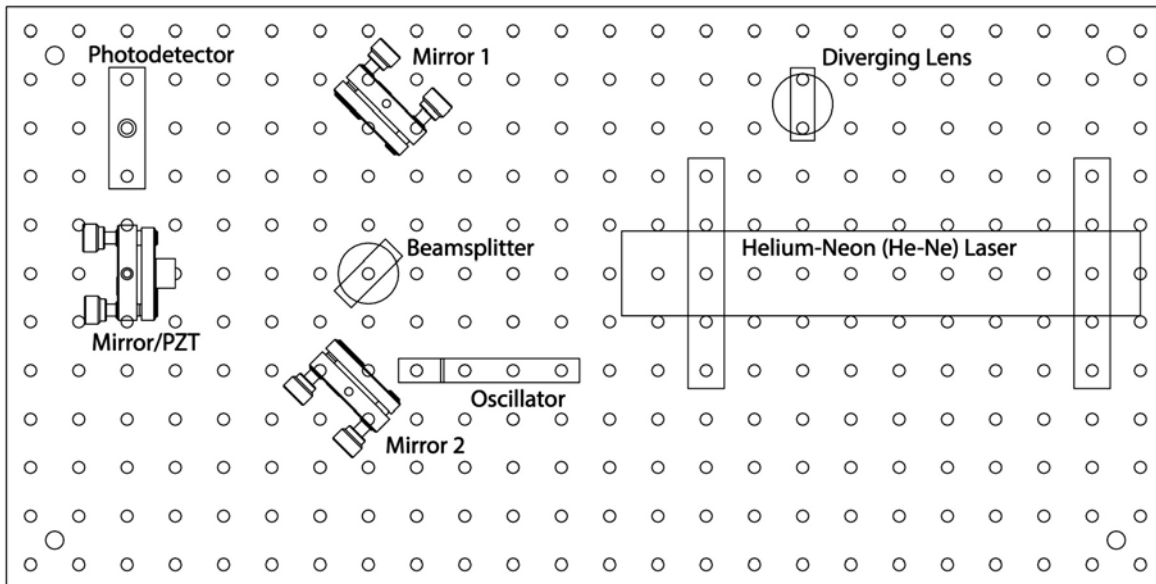 Photodetector
Mirror 1
Diverging Lens
Beamsplitter
Helium-Neon (He-Ne) Laser
Mirror/PZT
Oscillator
Mirror 2